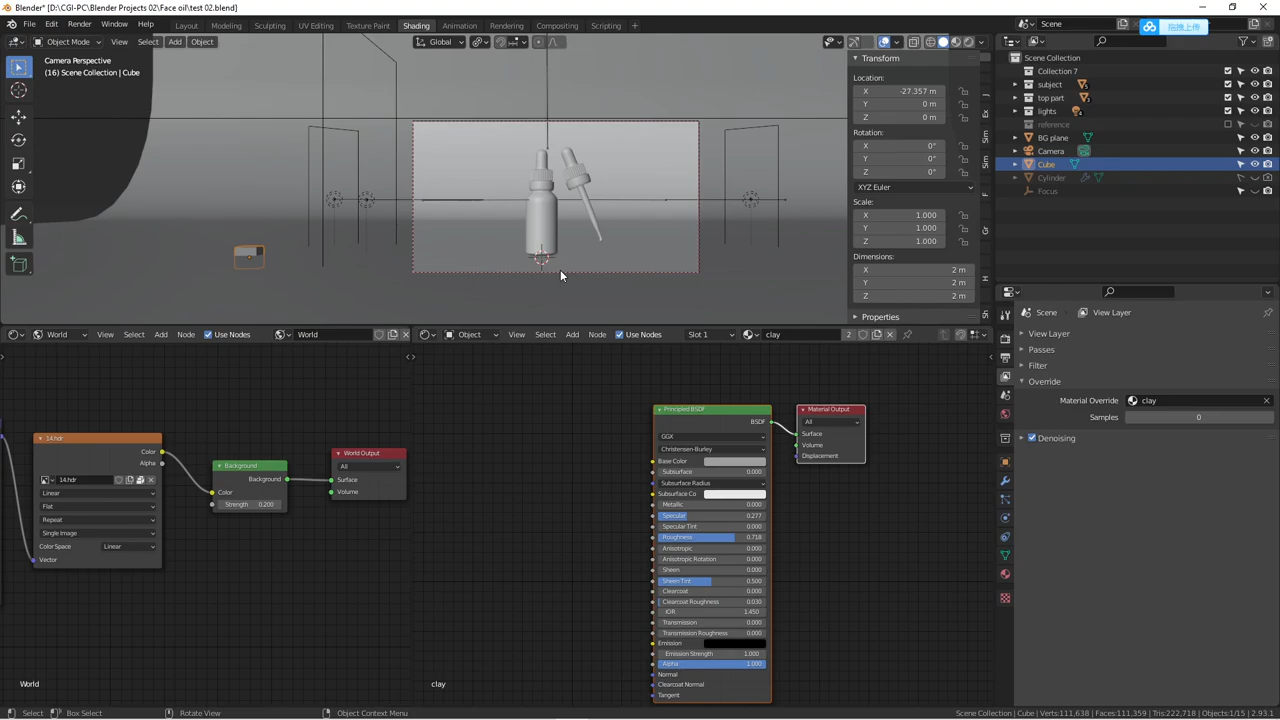 Blender* [D:\CGI-PC\Blender Projects 02\Face oil\test 02.blend]
File Edit Render Window Help Layout Modeling Sculpting UV Editing Texture Paint Shading Animation Rendering Compositing Scripting + Scene
拖拽上传
Object Mode View Select Add Object Global
Camera Perspective
(16) Scene Collection | Cube
Transform
Location:
X -27.357 m
Y 0 m
Z 0 m
Rotation:
X 0°
Y 0°
Z 0°
XYZ Euler
Scale:
X 1.000
Y 1.000
Z 1.000
Dimensions:
X 2 m
Y 2 m
Z 2 m
Properties
J
Ex
Sim
Sim
F
Gr
H
Scene Collection
Collection 7
subject
top part
lights
reference
BG plane
Camera
Cube
Cylinder
Focus
World View Select Add Node Use Nodes World
Object View Select Add Node Use Nodes Slot 1 clay 2
14.hdr
Color
Alpha
14.hdr
Linear
Flat
Repeat
Single Image
Color Space Linear
Vector
Background
Background
Color
Strength 0.200
World Output
All
Surface
Volume
World
Principled BSDF
BSDF
GGX
Christensen-Burley
Base Color
Subsurface 0.000
Subsurface Radius
Subsurface Co
Metallic 0.000
Specular 0.277
Specular Tint 0.000
Roughness 0.718
Anisotropic 0.000
Anisotropic Rotation 0.000
Sheen 0.000
Sheen Tint 0.500
Clearcoat 0.000
Clearcoat Roughness 0.030
IOR 1.450
Transmission 0.000
Transmission Roughness 0.000
Emission
Emission Strength 1.000
Alpha 1.000
Normal
Clearcoat Normal
Tangent
Material Output
All
Surface
Volume
Displacement
clay
Scene View Layer
View Layer
Passes
Filter
Override
Material Override clay
Samples 0
Denoising
Select Box Select Rotate View Object Context Menu
Scene Collection | Cube | Verts:111,638 | Faces:111,359 | Tris:222,718 | Objects:1/15 | 2.93.1